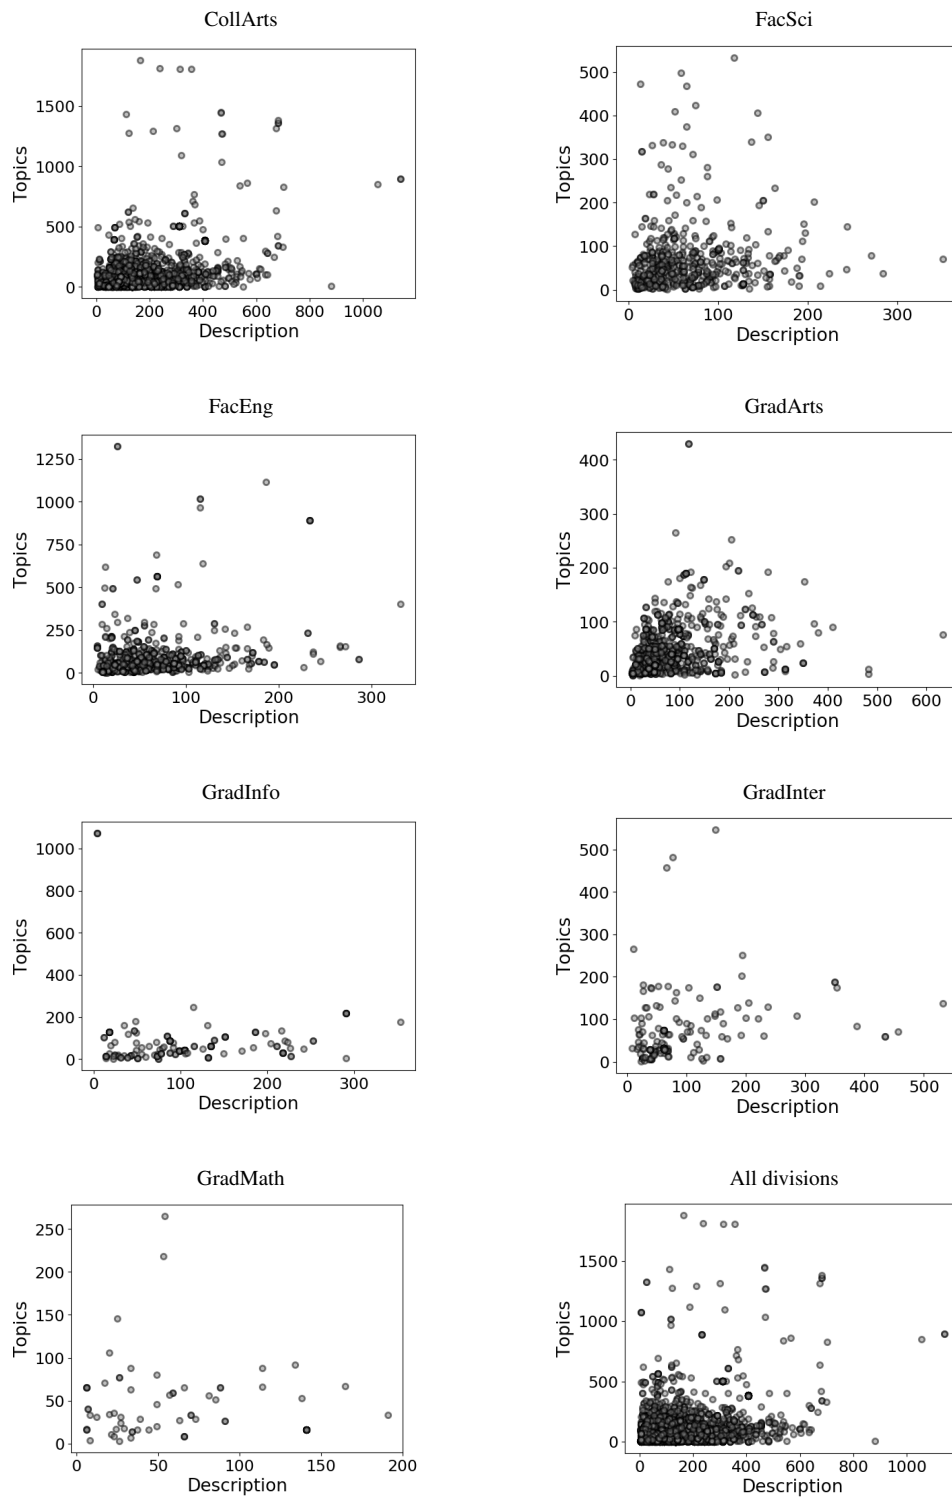 CollArts
FacSci
1500
1000
500
0
Topics
0 200 400 600 800 1000
Description
500
400
300
200
100
0
Topics
0 100 200 300
Description
FacEng
GradArts
1250
1000
750
500
250
0
Topics
0 100 200 300
Description
400
300
200
100
0
Topics
0 100 200 300 400 500 600
Description
GradInfo
GradInter
1000
800
600
400
200
0
Topics
0 100 200 300
Description
500
400
300
200
100
0
Topics
0 100 200 300 400 500
Description
GradMath
All divisions
250
200
150
100
50
0
Topics
0 50 100 150 200
Description
1500
1000
500
0
Topics
0 200 400 600 800 1000
Description